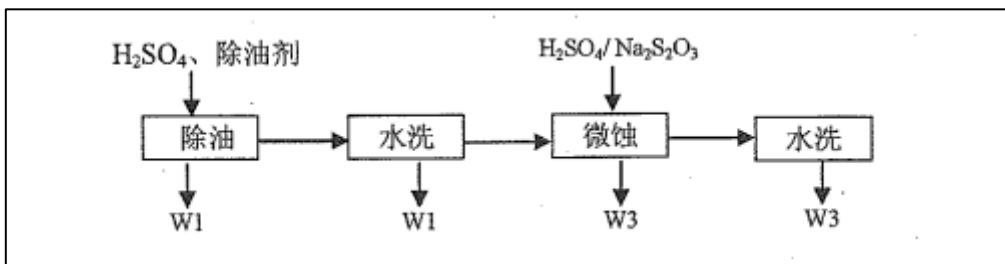 H₂SO₄、除油剂
H₂SO₄/ Na₂S₂O₃
除油
水洗
微蚀
水洗
W1
W1
W3
W3